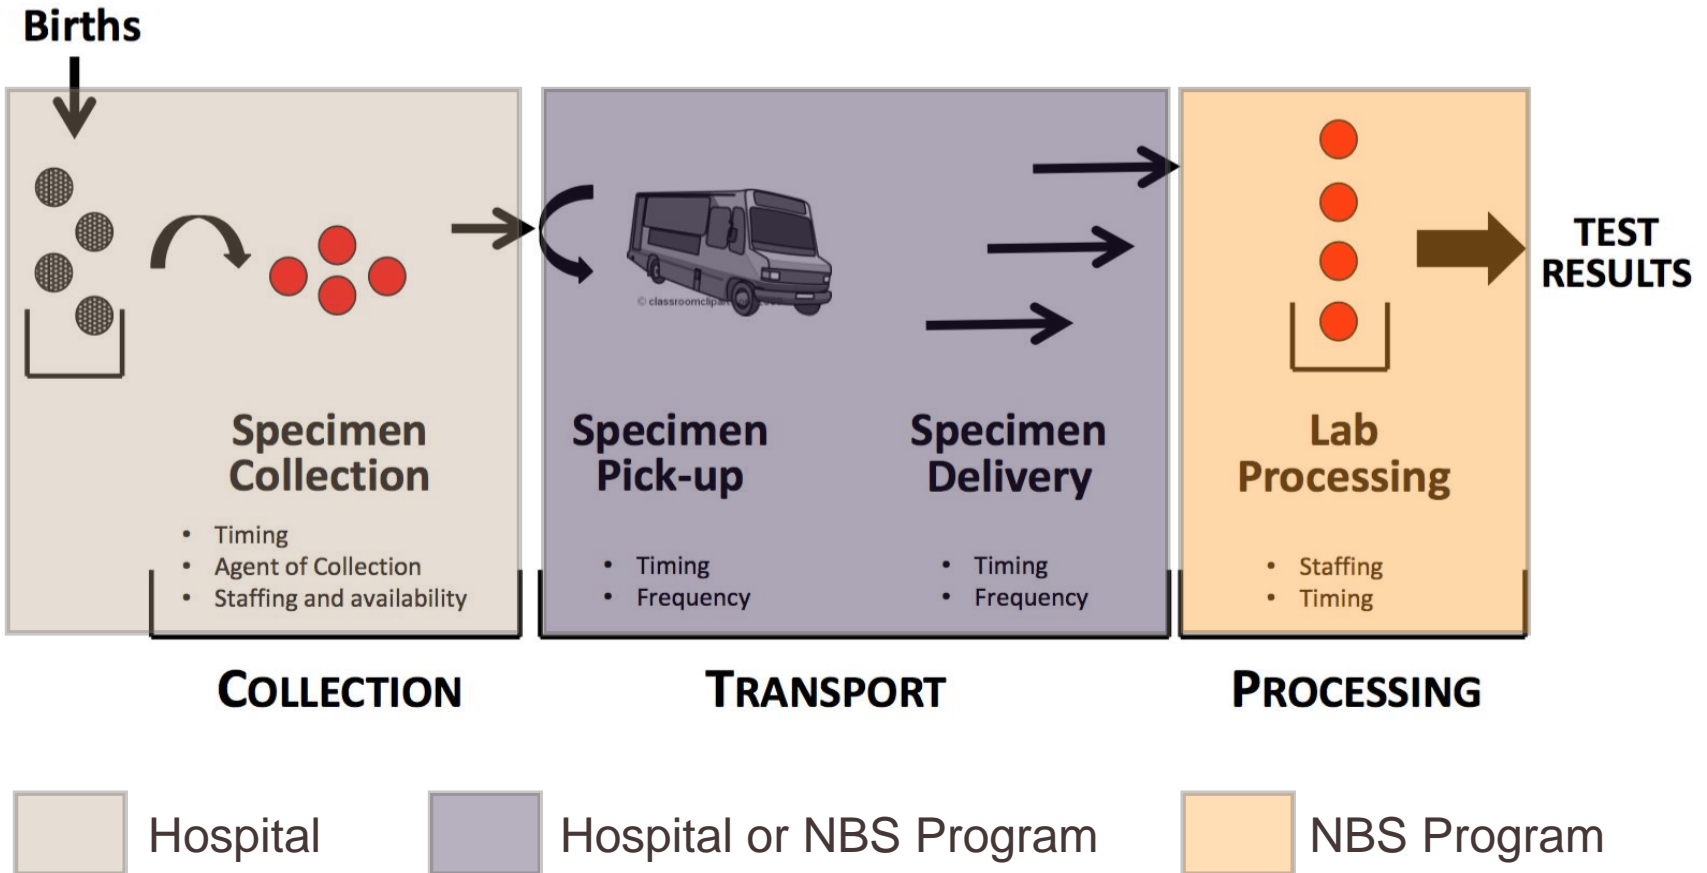 Births
TEST
RESULTS
© classroomclipar
Specimen
Collection
• Timing
• Agent of Collection
• Staffing and availability
Specimen
Pick-up
• Timing
• Frequency
Specimen
Delivery
• Timing
• Frequency
Lab
Processing
• Staffing
• Timing
COLLECTION
TRANSPORT
PROCESSING
Hospital
Hospital or NBS Program
NBS Program